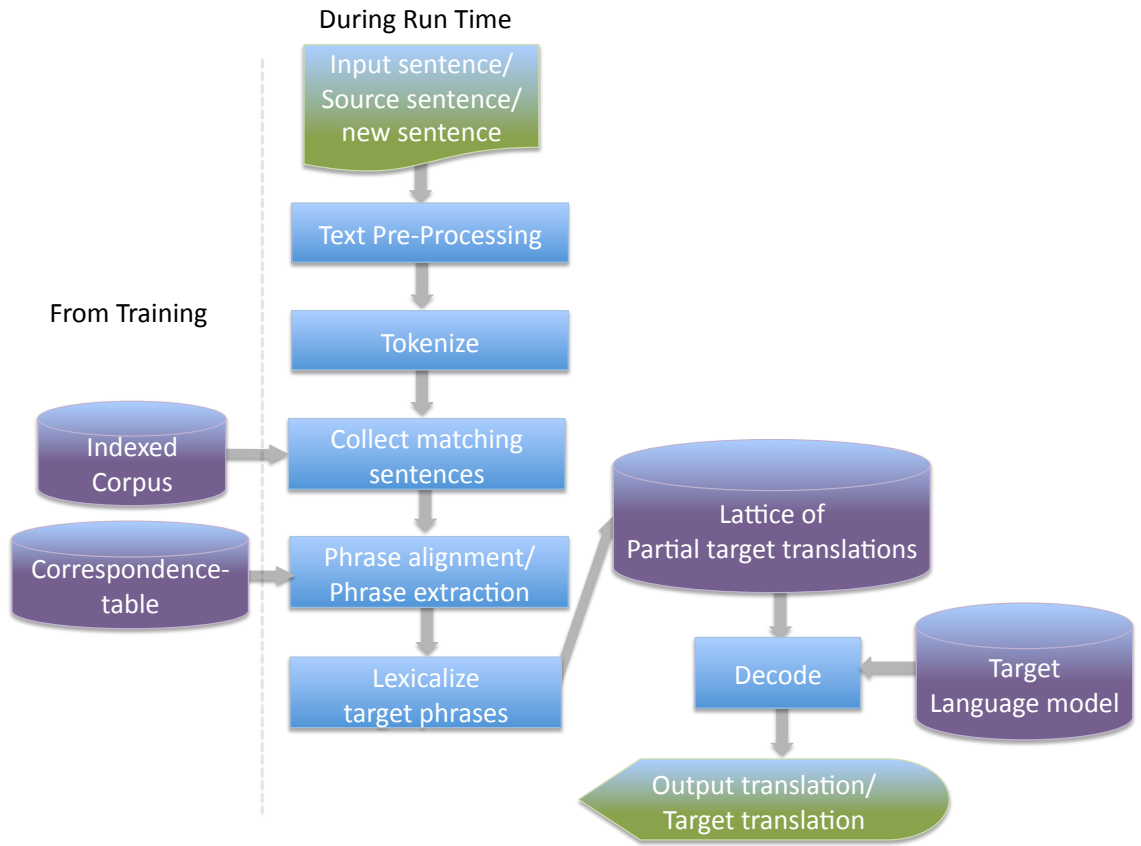 During Run Time
Input sentence/
Source sentence/
new sentence
Text Pre-Processing
From Training
Tokenize
Indexed
Corpus
Collect matching
sentences
Correspondence-
table
Phrase alignment/
Phrase extraction
Lexicalize
target phrases
Lattice of
Partial target translations
Decode
Target
Language model
Output translation/
Target translation